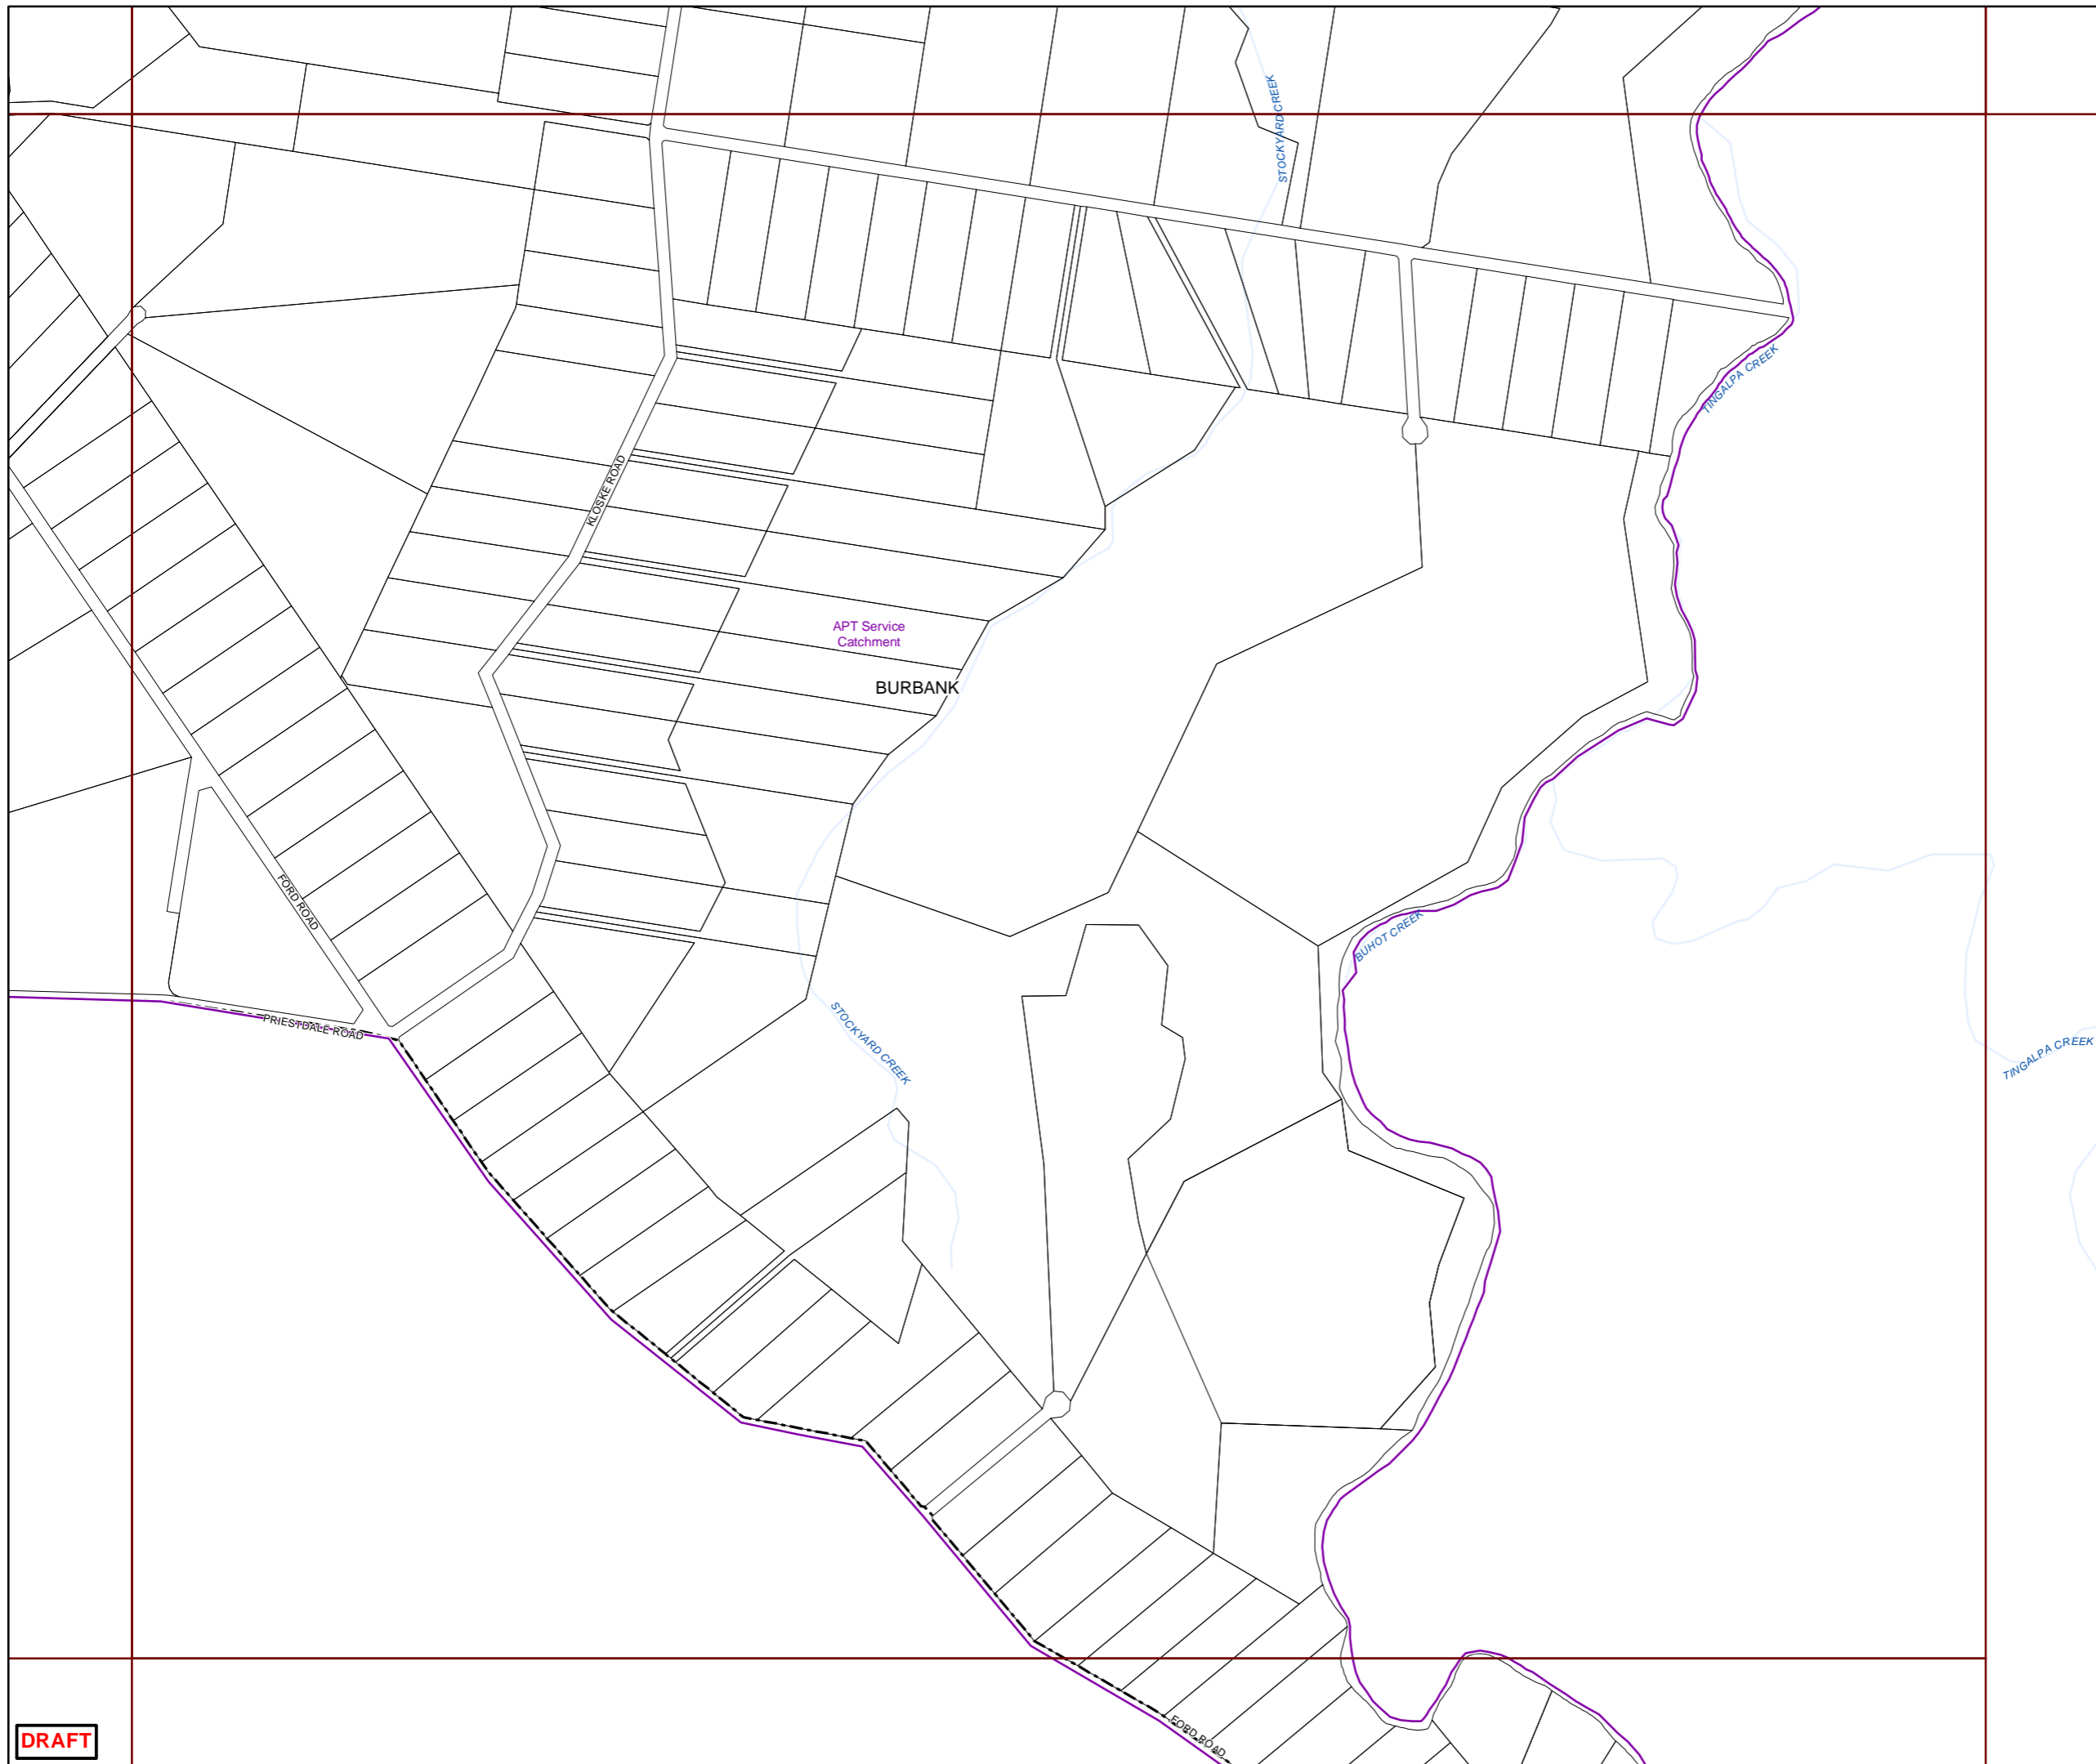 STOCKYARD CREEK
TINGALPA CREEK
KLOSKE ROAD
APT Service
Catchment
BURBANK
FORD ROAD
BUHOT CREEK
PRIESTDALE ROAD
STOCKYARD CREEK
TINGALPA CREEK
FORD ROAD
DRAFT